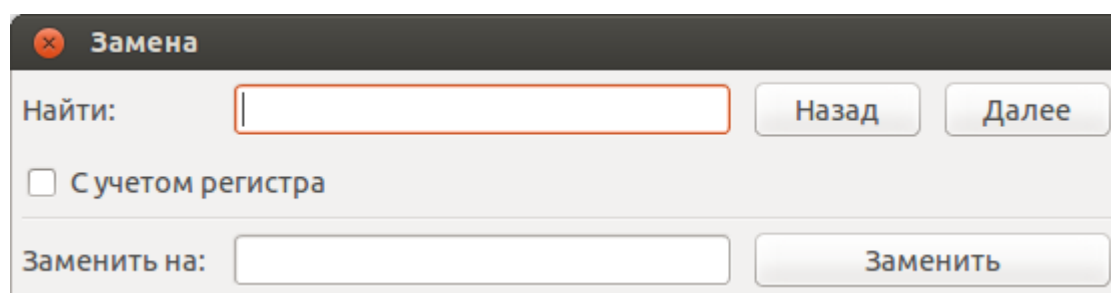 Замена
Найти: Назад Далее
С учетом регистра
Заменить на: Заменить